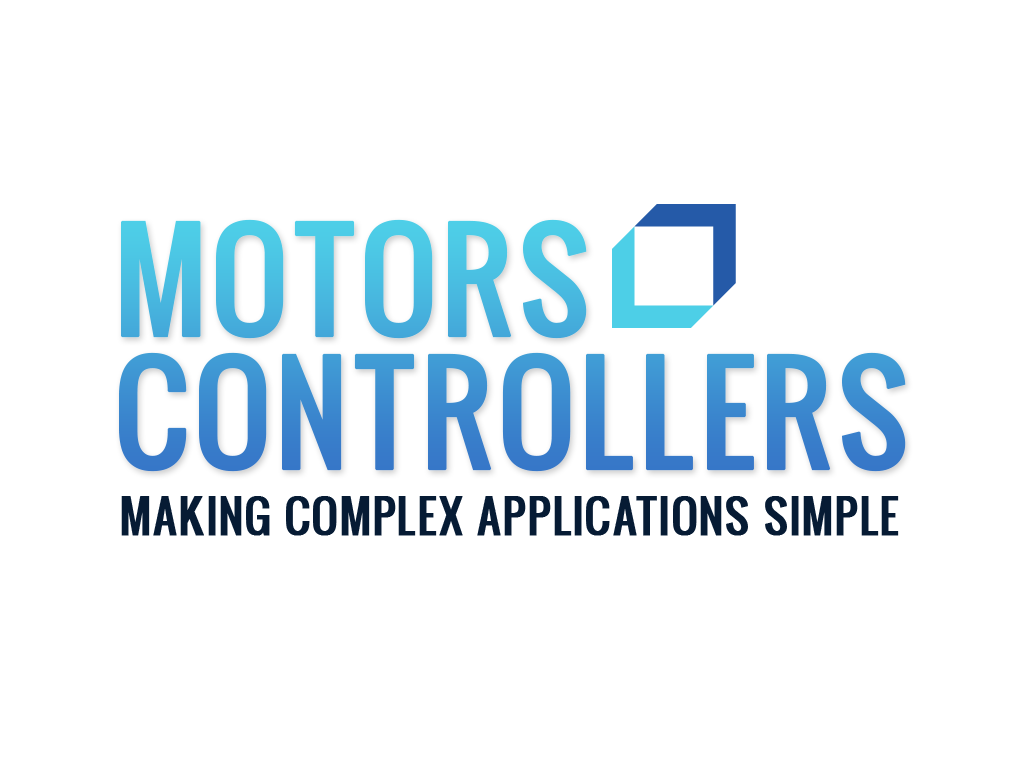 MOTORS
CONTROLLERS
MAKING COMPLEX APPLICATIONS SIMPLE